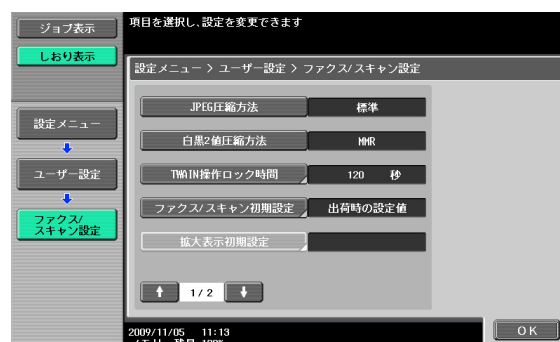 ジョブ表示
しおり表示
設定メニュー
ユーザー設定
ファクス/
スキャン設定
項目を選択し、設定を変更できます
設定メニュー > ユーザー設定 > ファクス/スキャン設定
JPEG圧縮方法 標準
白黒2値圧縮方法 MMR
TWAIN操作ロック時間 120 秒
ファクス/スキャン初期設定 出荷時の設定値
拡大表示初期設定
↑ 1/2 ↓
2009/11/05 11:13
メモリー残量 100%
OK